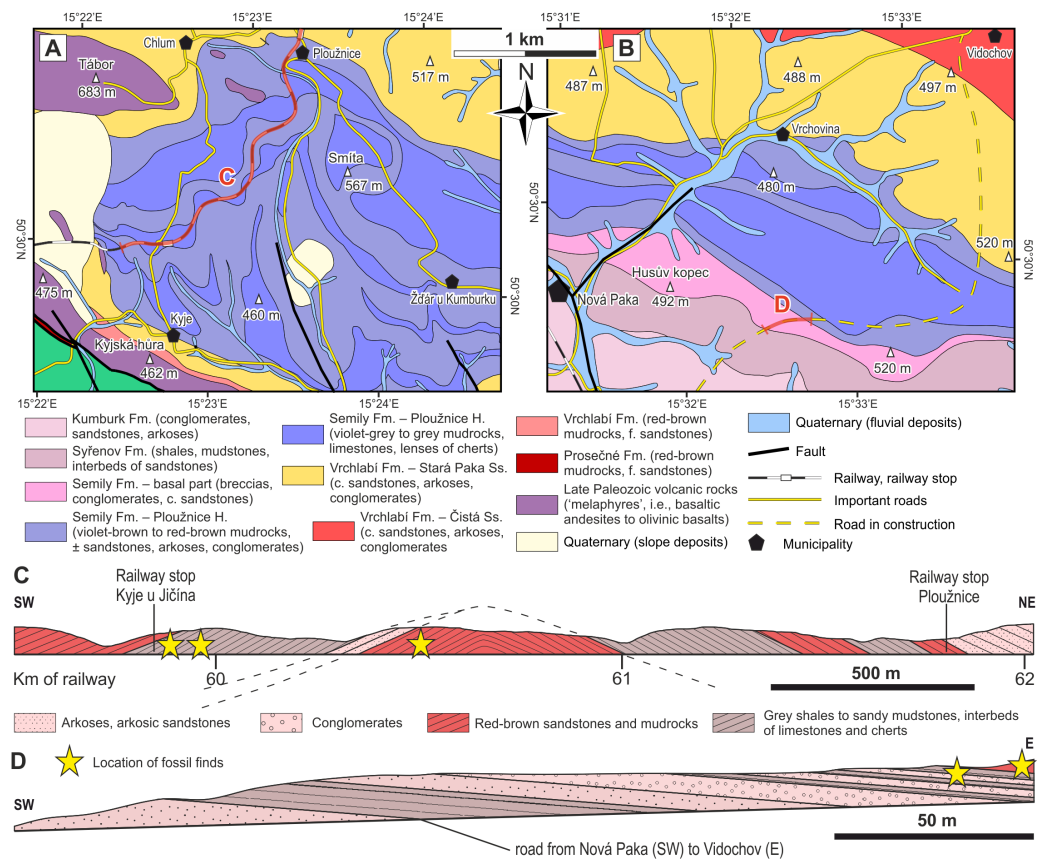 15°22'E
15°23'E
15°24'E
15°31'E
15°32'E
15°33'E
A
Chlum
Ploužnice
Tábor
683 m
517 m
1 km
N
B
487 m
488 m
497 m
Vidochov
Vrchovina
C
Smíta
567 m
480 m
50°30'N
50°30'N
475 m
460 m
Žďár u Kumburku
50°30'N
Kyje
Kyjská hůra
462 m
Husův kopec
492 m
Nová Paka
D
520 m
50°30'N
520 m
15°22'E
15°23'E
15°24'E
15°32'E
15°33'E
Kumburk Fm. (conglomerates,
sandstones, arkoses)
Syřenov Fm. (shales, mudstones,
interbeds of sandstones)
Semily Fm. – basal part (breccias,
conglomerates, c. sandstones)
Semily Fm. – Ploužnice H.
(violet-brown to red-brown mudrocks,
± sandstones, arkoses, conglomerates)
Semily Fm. – Ploužnice H.
(violet-grey to grey mudrocks,
limestones, lenses of cherts)
Vrchlabí Fm. – Stará Paka Ss.
(c. sandstones, arkoses,
conglomerates)
Vrchlabí Fm. – Čistá Ss.
(c. sandstones, arkoses,
conglomerates
Vrchlabí Fm. (red-brown
mudrocks, f. sandstones)
Prosečné Fm. (red-brown
mudrocks, f. sandstones)
Late Paleozoic volcanic rocks
('melaphyres', i.e., basaltic
andesites to olivinic basalts)
Quaternary (slope deposits)
Quaternary (fluvial deposits)
Fault
Railway, railway stop
Important roads
Road in construction
Municipality
C
SW
Railway stop
Kyje u Jičína
Railway stop
Ploužnice
NE
Km of railway
60
61
62
500 m
Arkoses, arkosic sandstones
Conglomerates
Red-brown sandstones and mudrocks
Grey shales to sandy mudstones, interbeds
of limestones and cherts
D
Location of fossil finds
SW
E
50 m
road from Nová Paka (SW) to Vidochov (E)